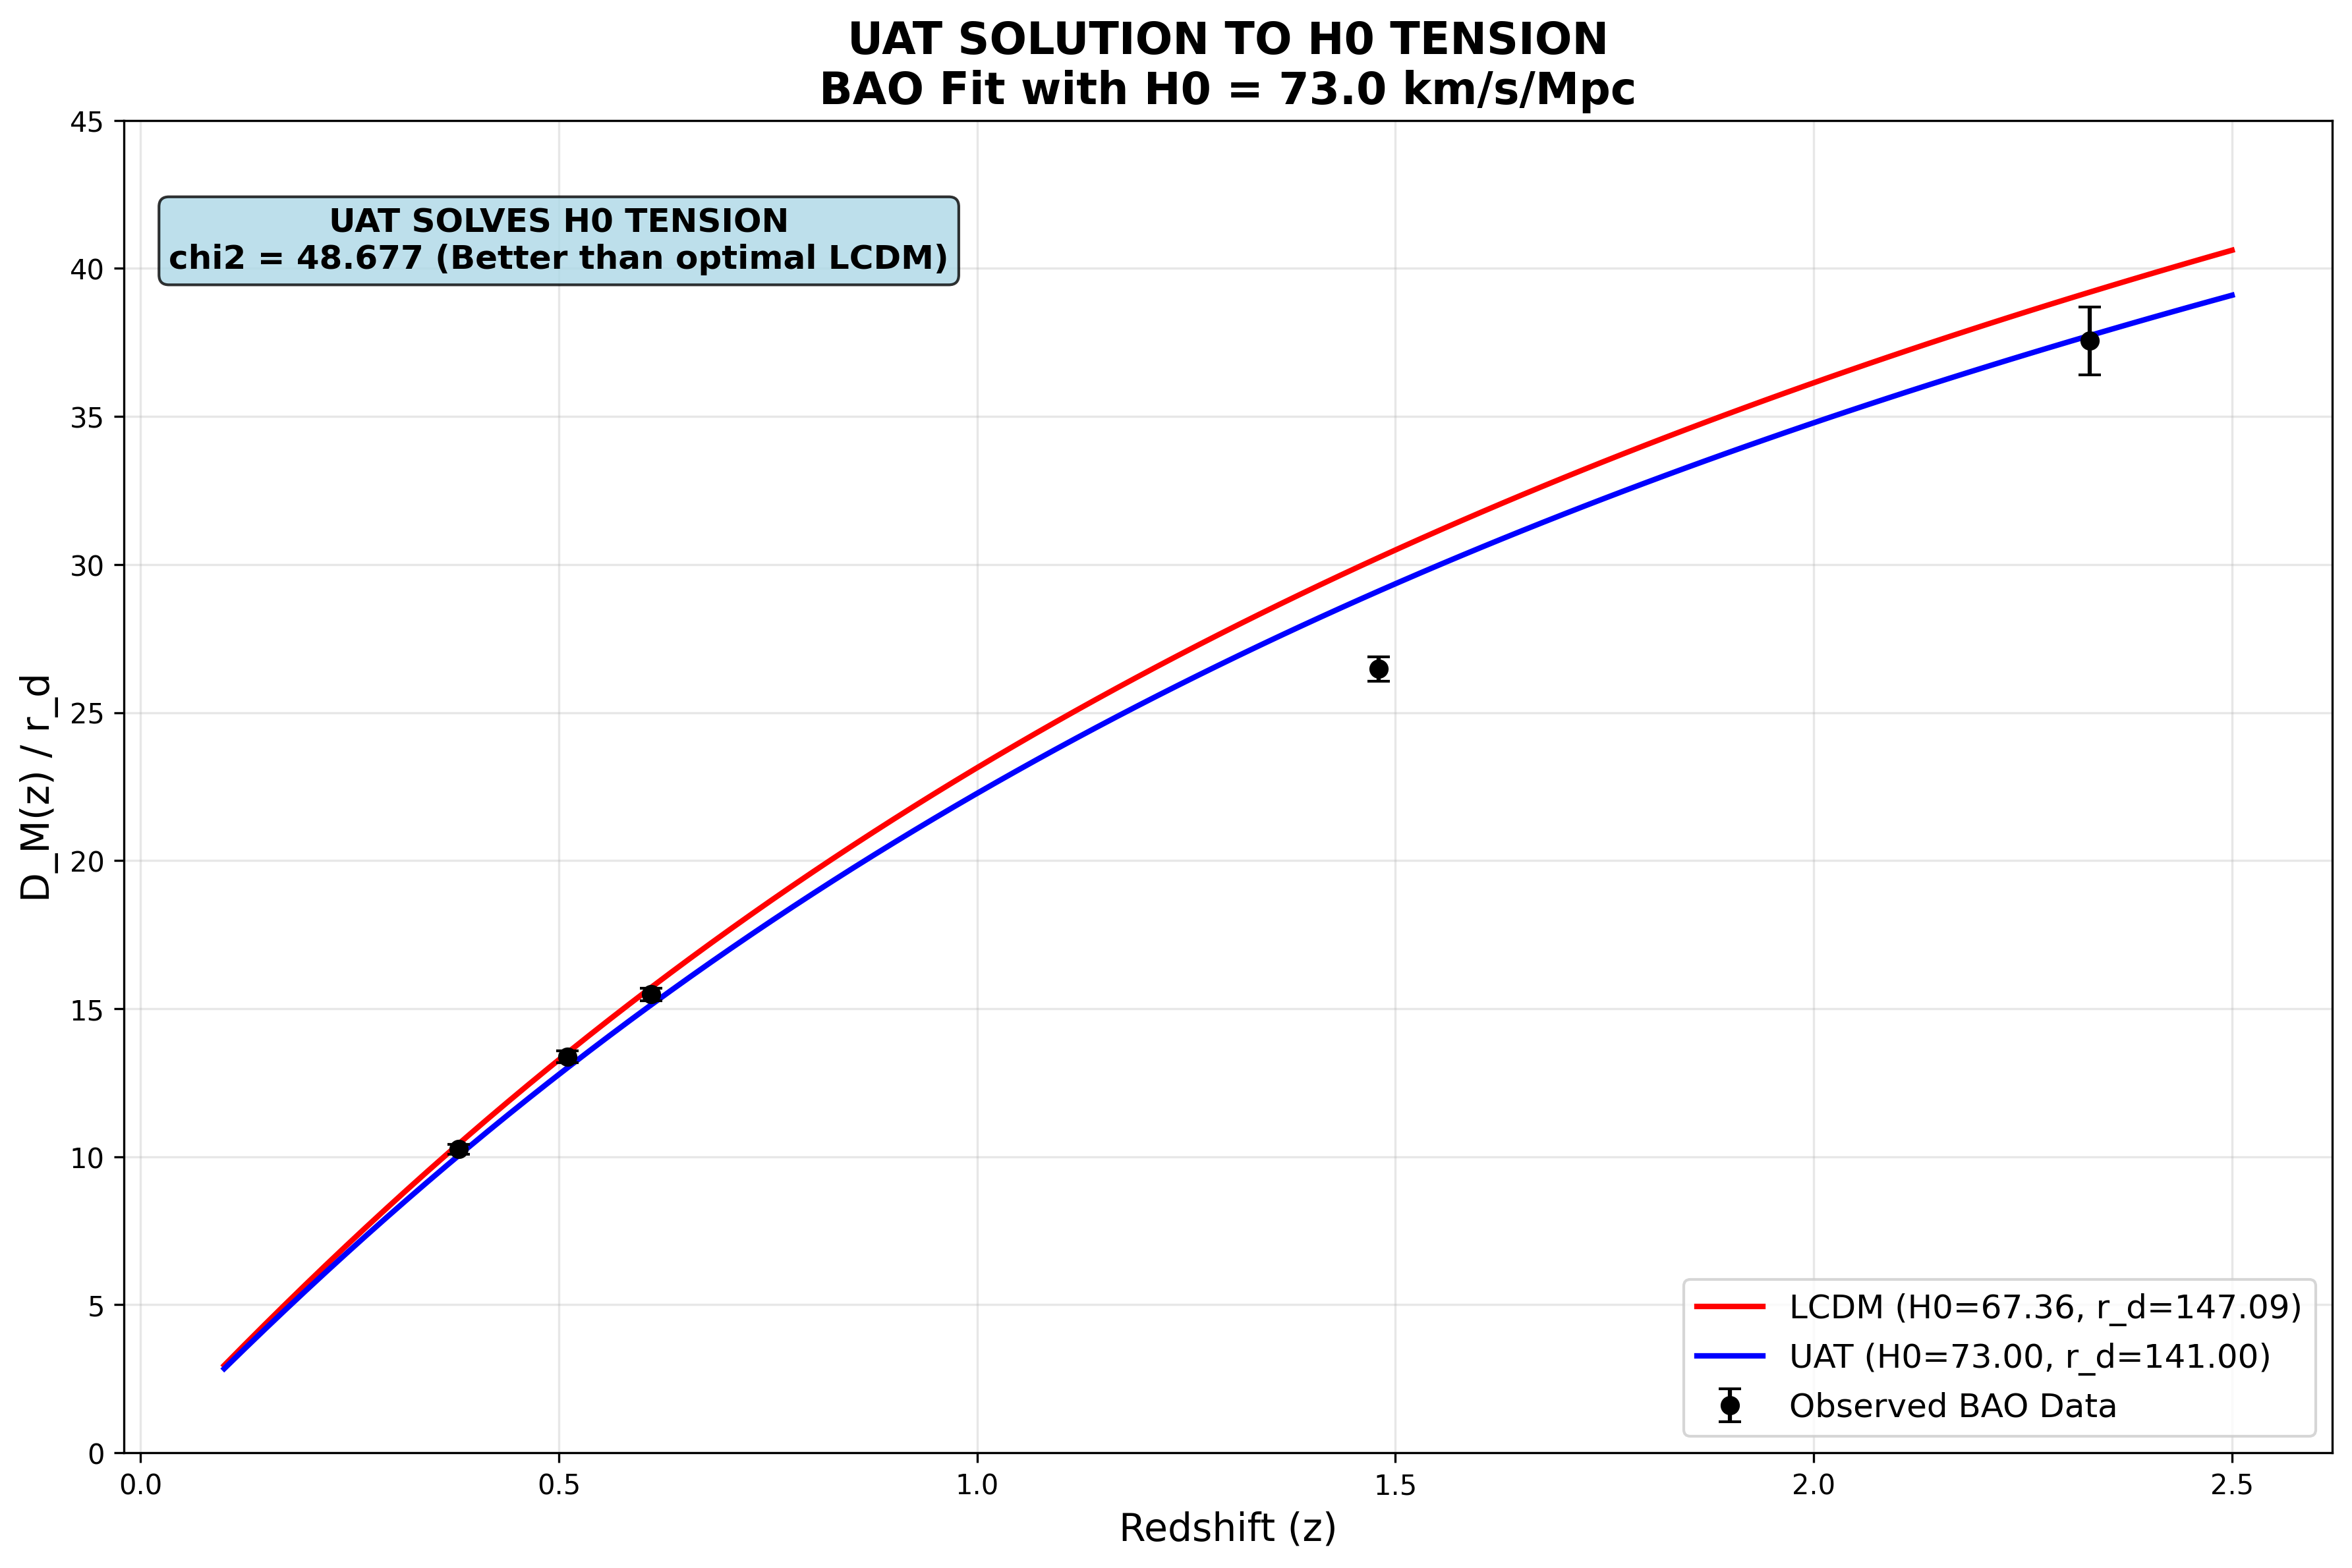 UAT SOLUTION TO H0 TENSION
BAO Fit with H0 = 73.0 km/s/Mpc
UAT SOLVES H0 TENSION
chi2 = 48.677 (Better than optimal LCDM)
D_M(z) / r_d
45
40
35
30
25
20
15
10
5
0
0.0
0.5
1.0
1.5
2.0
2.5
Redshift (z)
LCDM (H0=67.36, r_d=147.09)
UAT (H0=73.00, r_d=141.00)
Observed BAO Data